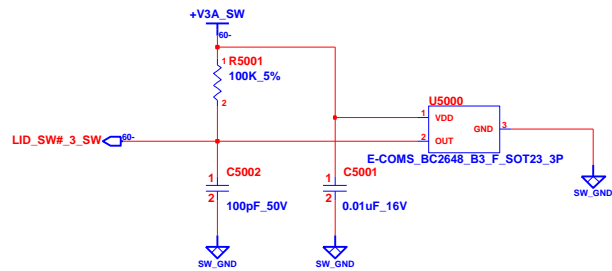 +V3A_SW
60-
1
R5001
100K_5%
2
U5000
1
VDD
GND
3
LID_SW#_3_SW
60-
2
OUT
E-COMS_BC2648_B3_F_SOT23_3P
C5002
C5001
1
1
2
2
100pF_50V
0.01uF_16V
SW_GND
SW_GND
SW_GND